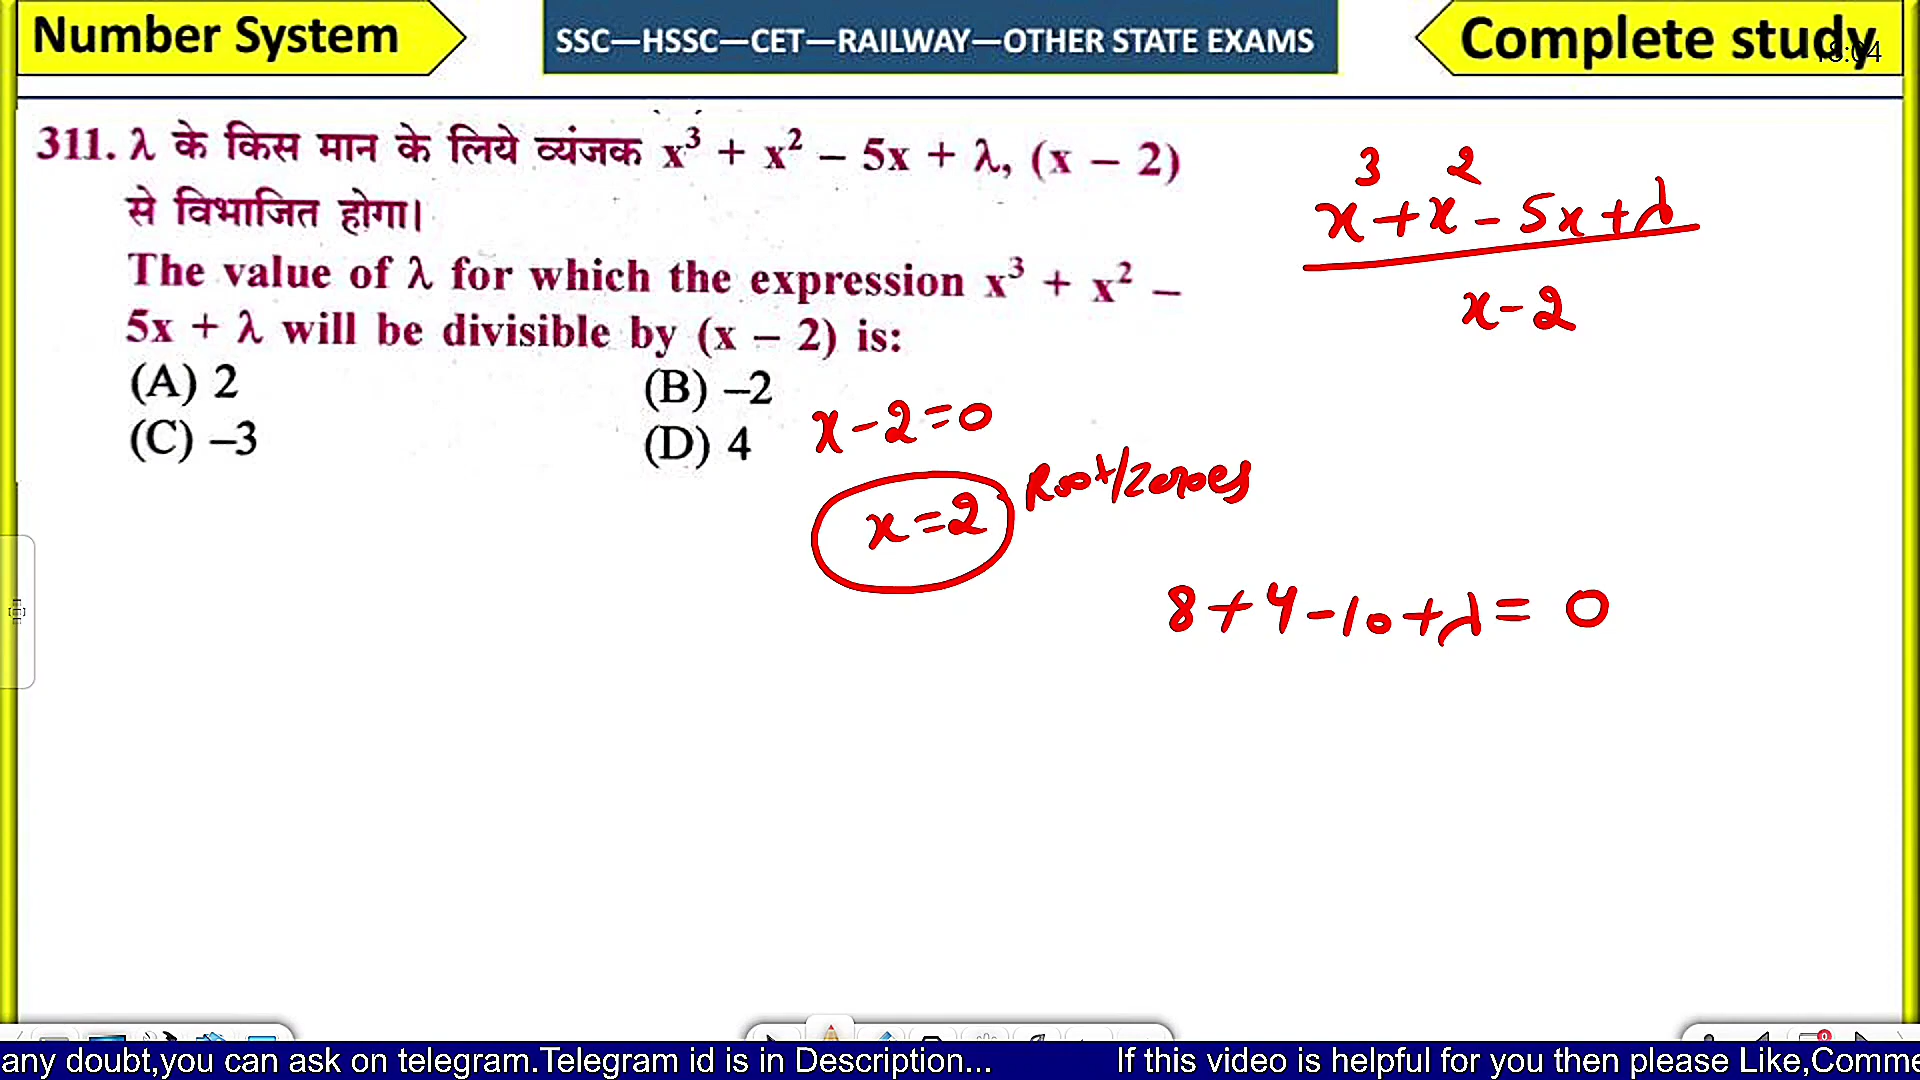 Number System
SSC—HSSC—CET—RAILWAY—OTHER STATE EXAMS
Complete study
311. λ के किस मान के लिये व्यंजक x³ + x² – 5x + λ, (x – 2)
से विभाजित होगा।
The value of λ for which the expression x³ + x² –
5x + λ will be divisible by (x – 2) is:
(A) 2
(B) –2
(C) –3
(D) 4
x³+x²-5x+λ
x-2
x-2=0
x=2
Root/Zeroes
8+4-10+λ=0
any doubt,you can ask on telegram.Telegram id is in Description...
If this video is helpful for you then please Like,Comme